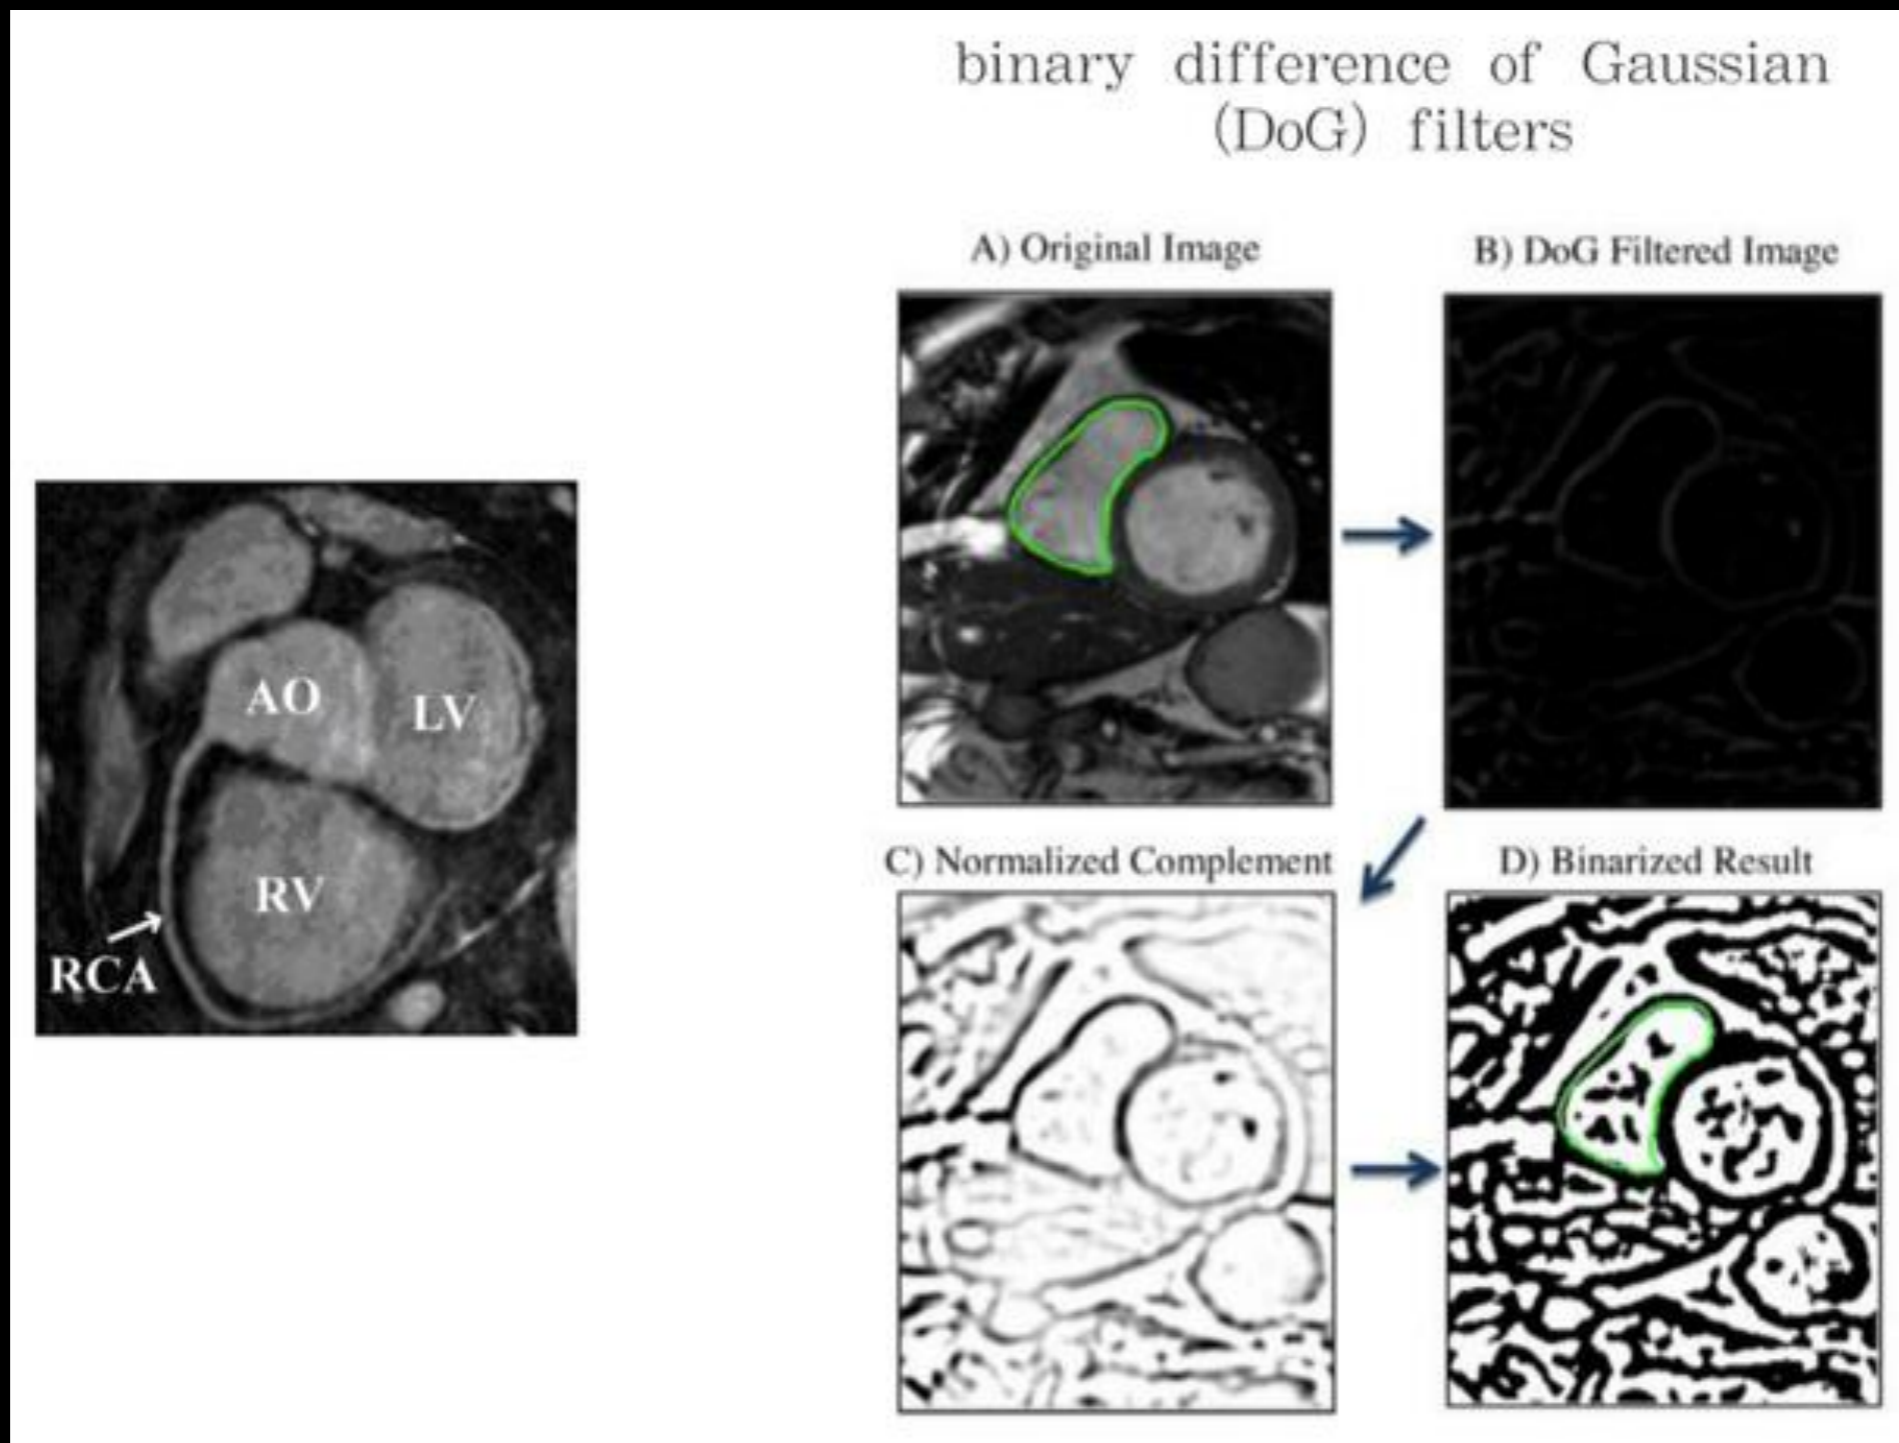 binary difference of Gaussian
(DoG) filters
A) Original Image
B) DoG Filtered Image
AO
LV
RV
RCA
C) Normalized Complement
D) Binarized Result